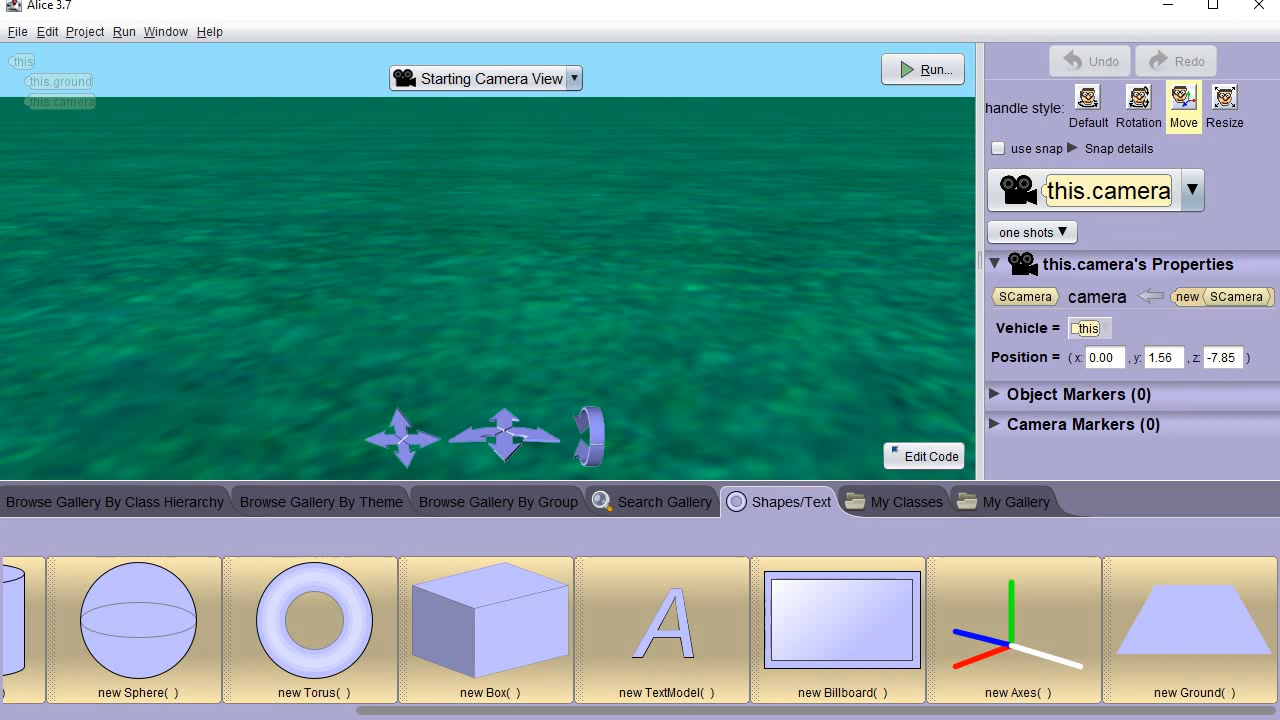 Alice 3.7
File Edit Project Run Window Help
this
this.ground
this.camera
Starting Camera View
Run...
Undo Redo
handle style:
Default Rotation Move Resize
use snap Snap details
this.camera
one shots
this.camera's Properties
SCamera camera new SCamera
Vehicle = this
Position = ( x: 0.00 , y: 1.56 , z: -7.85 )
Object Markers (0)
Camera Markers (0)
Edit Code
Browse Gallery By Class Hierarchy Browse Gallery By Theme Browse Gallery By Group Search Gallery Shapes/Text My Classes My Gallery
A
) new Sphere( ) new Torus( ) new Box( ) new TextModel( ) new Billboard( ) new Axes( ) new Ground( )